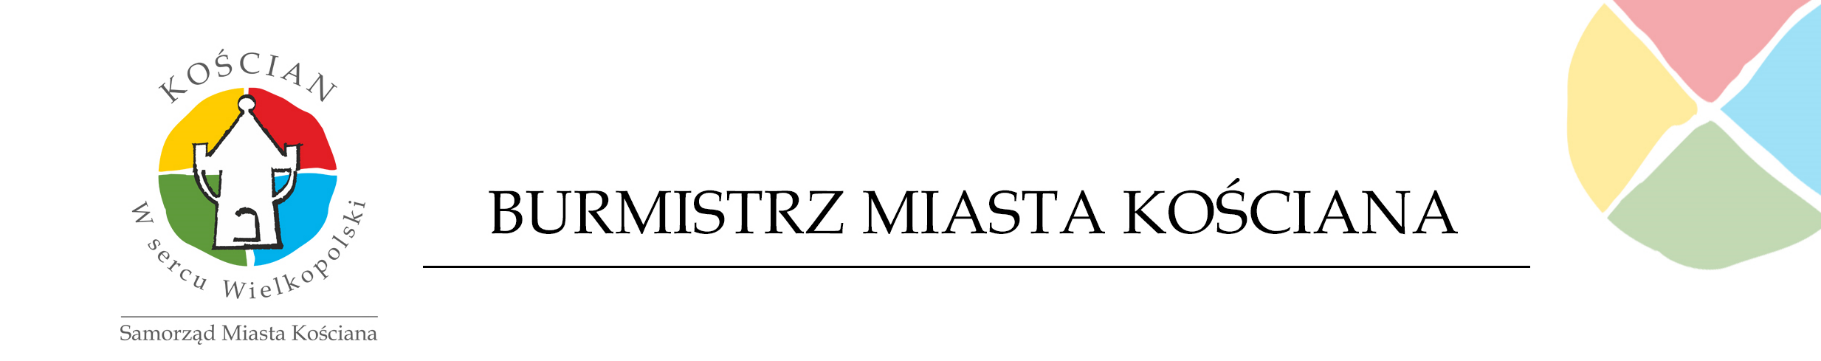 KOŚCIAN
W sercu Wielkopolski
Samorząd Miasta Kościana
BURMISTRZ MIASTA KOŚCIANA